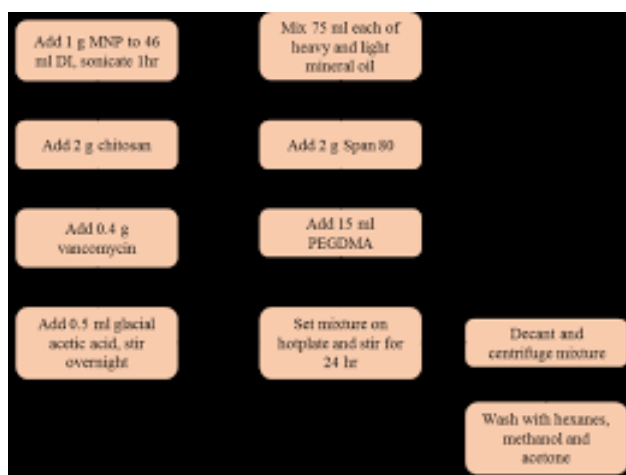 Add 1 g MNP to 46
ml DI, sonicate 1hr
Add 2 g chitosan
Add 0.4 g
vancomycin
Add 0.5 ml glacial
acetic acid, stir
overnight
Mix 75 ml each of
heavy and light
mineral oil
Add 2 g Span 80
Add 15 ml
PEGDMA
Set mixture on
hotplate and stir for
24 hr
Decant and
centrifuge mixture
Wash with hexanes,
methanol and
acetone